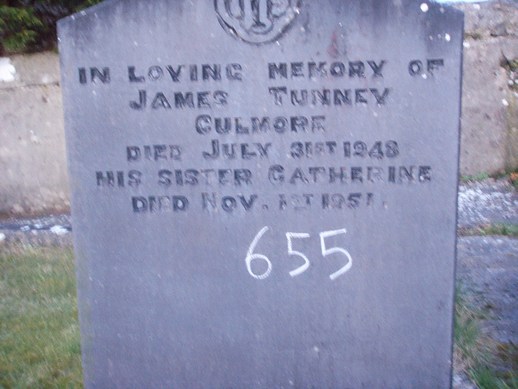 IHS
IN LOVING MEMORY OF
JAMES TUNNEY
CULMORE
DIED JULY 31ST 1948
HIS SISTER CATHERINE
DIED NOV. 1ST 1951.
655